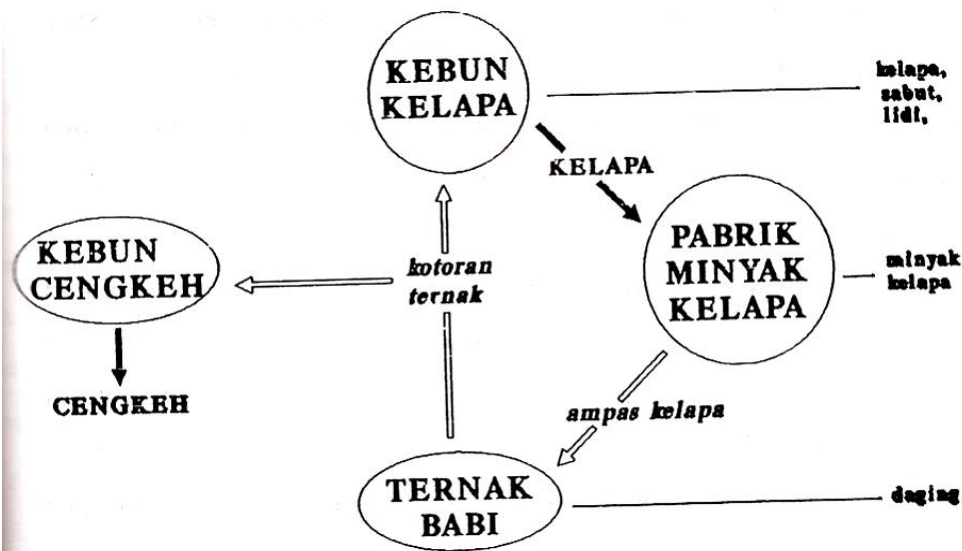 KEBUN
KELAPA
kelapa,
sabut,
lidi,
KELAPA
PABRIK
MINYAK
KELAPA
minyak
kelapa
KEBUN
CENGKEH
kotoran
ternak
CENGKEH
ampas kelapa
TERNAK
BABI
daging